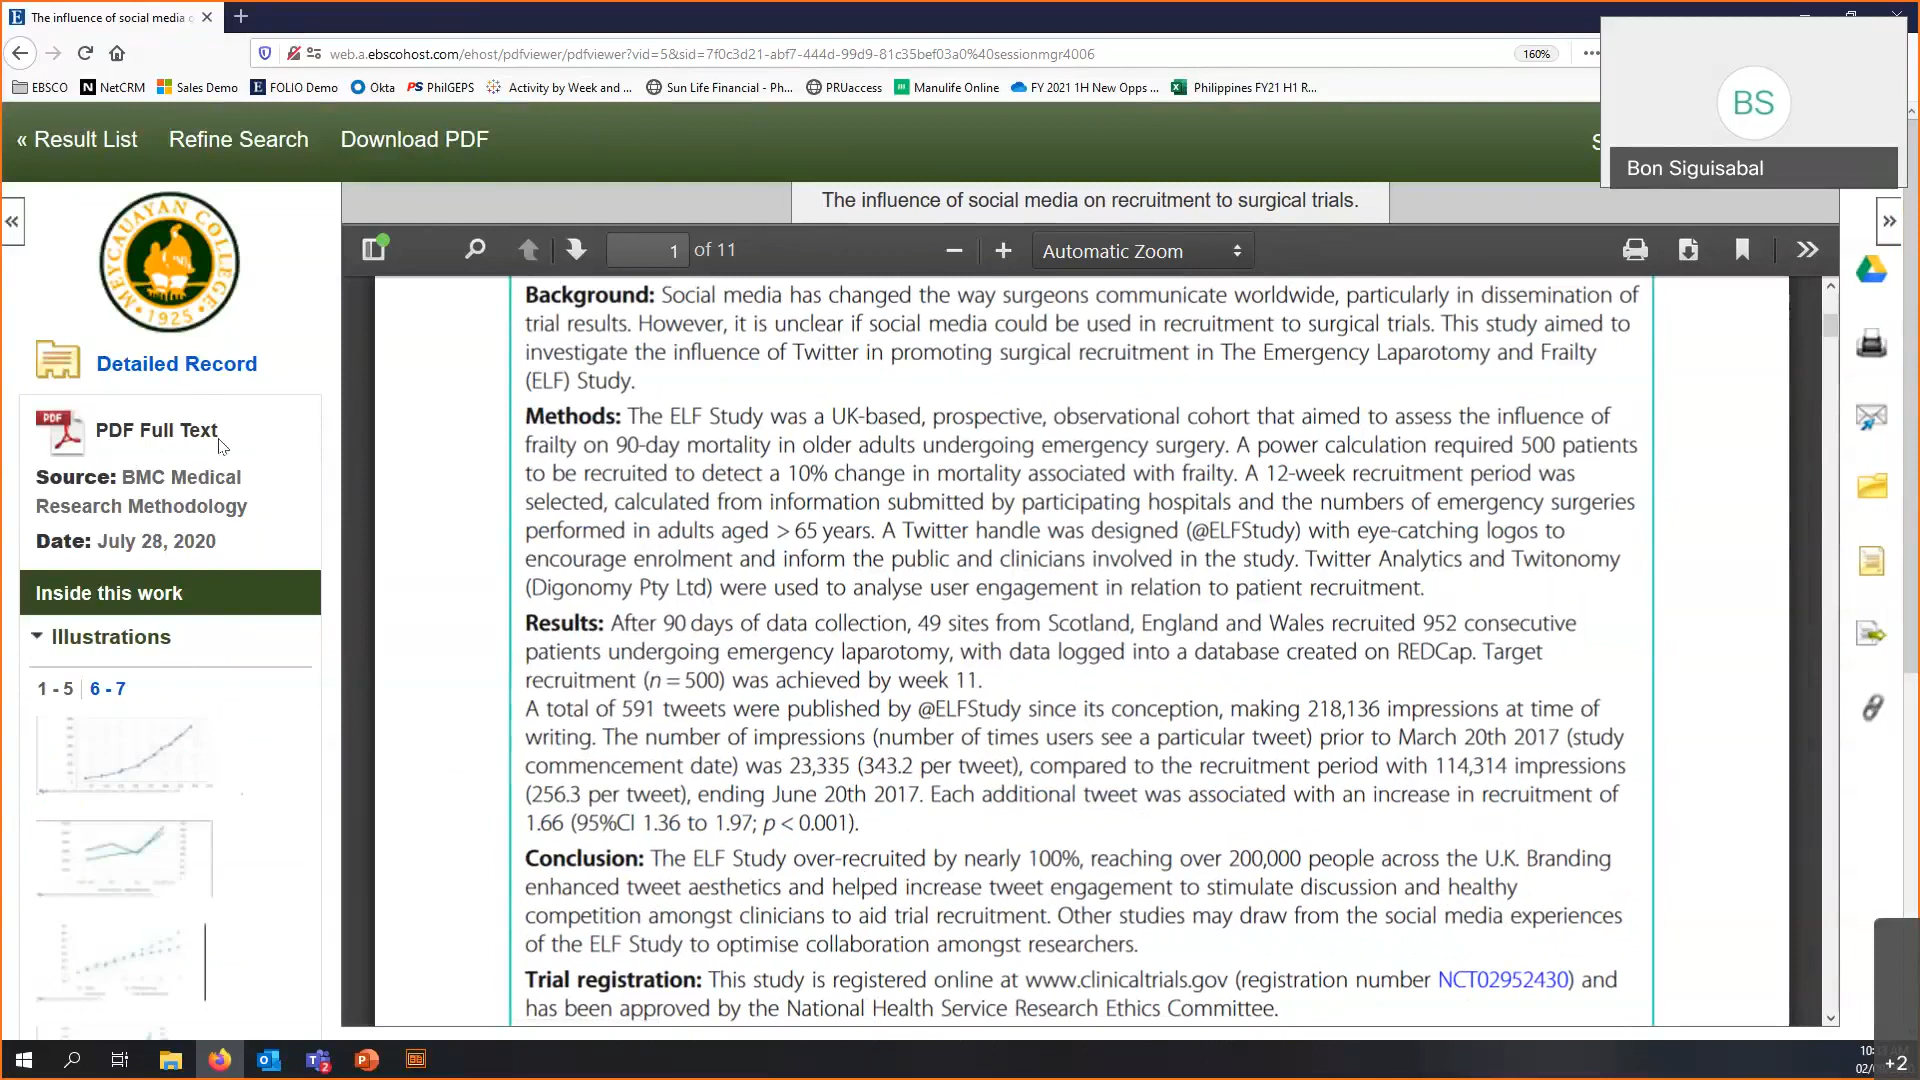 The influence of social media
web.a.ebscohost.com/ehost/pdfviewer/pdfviewer?vid=5&sid=7f0c3d21-abf7-444d-99d9-81c35bef03a0%40sessionmgr4006
160%
EBSCO NetCRM Sales Demo FOLIO Demo Okta PhilGEPS Activity by Week and ... Sun Life Financial - Ph... PRUaccess Manulife Online FY 2021 1H New Opps ... Philippines FY21 H1 R...
BS
Bon Siguisabal
« Result List Refine Search Download PDF
MEYCAUAYAN COLLEGE
1925
The influence of social media on recruitment to surgical trials.
1 of 11
Automatic Zoom
Detailed Record
PDF
PDF Full Text
Source: BMC Medical
Research Methodology
Date: July 28, 2020
Inside this work
Illustrations
1 - 5 6 - 7
Background: Social media has changed the way surgeons communicate worldwide, particularly in dissemination of
trial results. However, it is unclear if social media could be used in recruitment to surgical trials. This study aimed to
investigate the influence of Twitter in promoting surgical recruitment in The Emergency Laparotomy and Frailty
(ELF) Study.
Methods: The ELF Study was a UK-based, prospective, observational cohort that aimed to assess the influence of
frailty on 90-day mortality in older adults undergoing emergency surgery. A power calculation required 500 patients
to be recruited to detect a 10% change in mortality associated with frailty. A 12-week recruitment period was
selected, calculated from information submitted by participating hospitals and the numbers of emergency surgeries
performed in adults aged > 65 years. A Twitter handle was designed (@ELFStudy) with eye-catching logos to
encourage enrolment and inform the public and clinicians involved in the study. Twitter Analytics and Twitonomy
(Digonomy Pty Ltd) were used to analyse user engagement in relation to patient recruitment.
Results: After 90 days of data collection, 49 sites from Scotland, England and Wales recruited 952 consecutive
patients undergoing emergency laparotomy, with data logged into a database created on REDCap. Target
recruitment (n = 500) was achieved by week 11.
A total of 591 tweets were published by @ELFStudy since its conception, making 218,136 impressions at time of
writing. The number of impressions (number of times users see a particular tweet) prior to March 20th 2017 (study
commencement date) was 23,335 (343.2 per tweet), compared to the recruitment period with 114,314 impressions
(256.3 per tweet), ending June 20th 2017. Each additional tweet was associated with an increase in recruitment of
1.66 (95%CI 1.36 to 1.97; p < 0.001).
Conclusion: The ELF Study over-recruited by nearly 100%, reaching over 200,000 people across the U.K. Branding
enhanced tweet aesthetics and helped increase tweet engagement to stimulate discussion and healthy
competition amongst clinicians to aid trial recruitment. Other studies may draw from the social media experiences
of the ELF Study to optimise collaboration amongst researchers.
Trial registration: This study is registered online at www.clinicaltrials.gov (registration number NCT02952430) and
has been approved by the National Health Service Research Ethics Committee.
+2